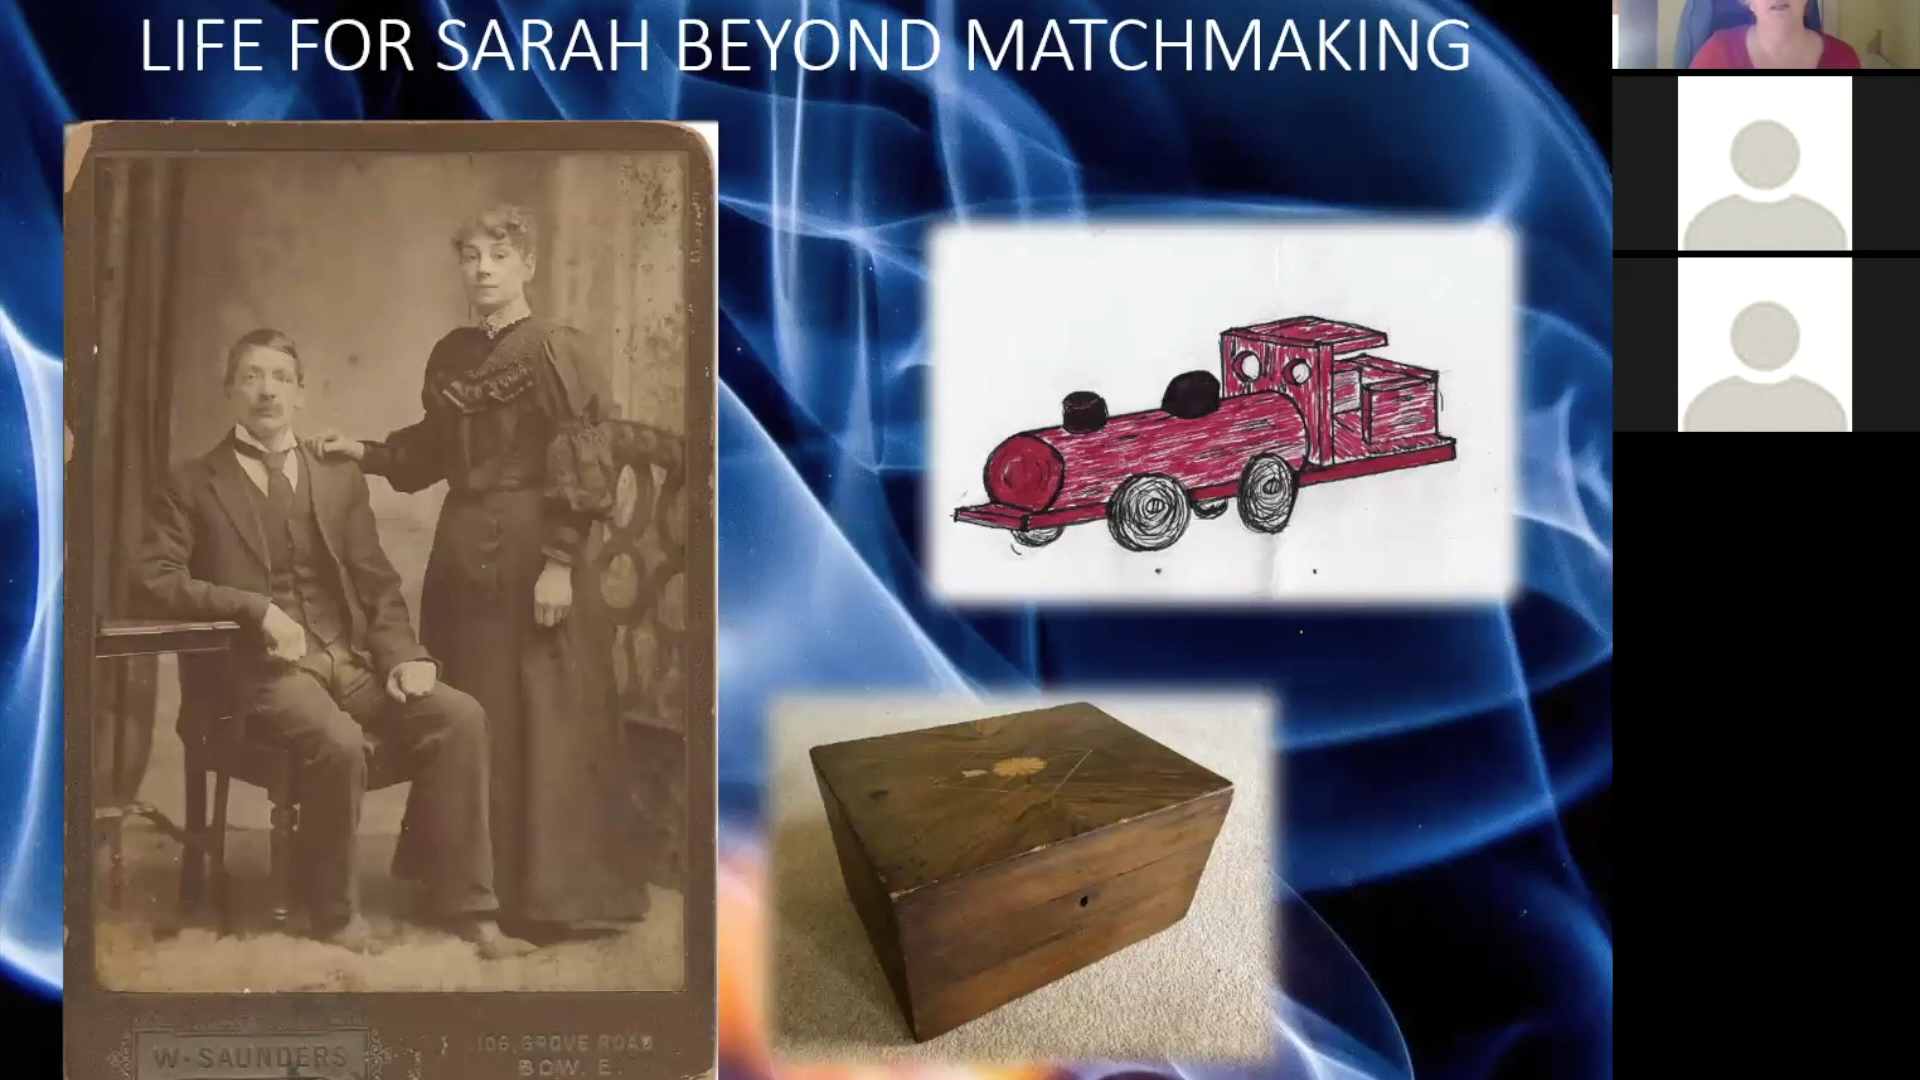 LIFE FOR SARAH BEYOND MATCHMAKING
W. SAUNDERS
106, GROVE ROAD
BOW. E.